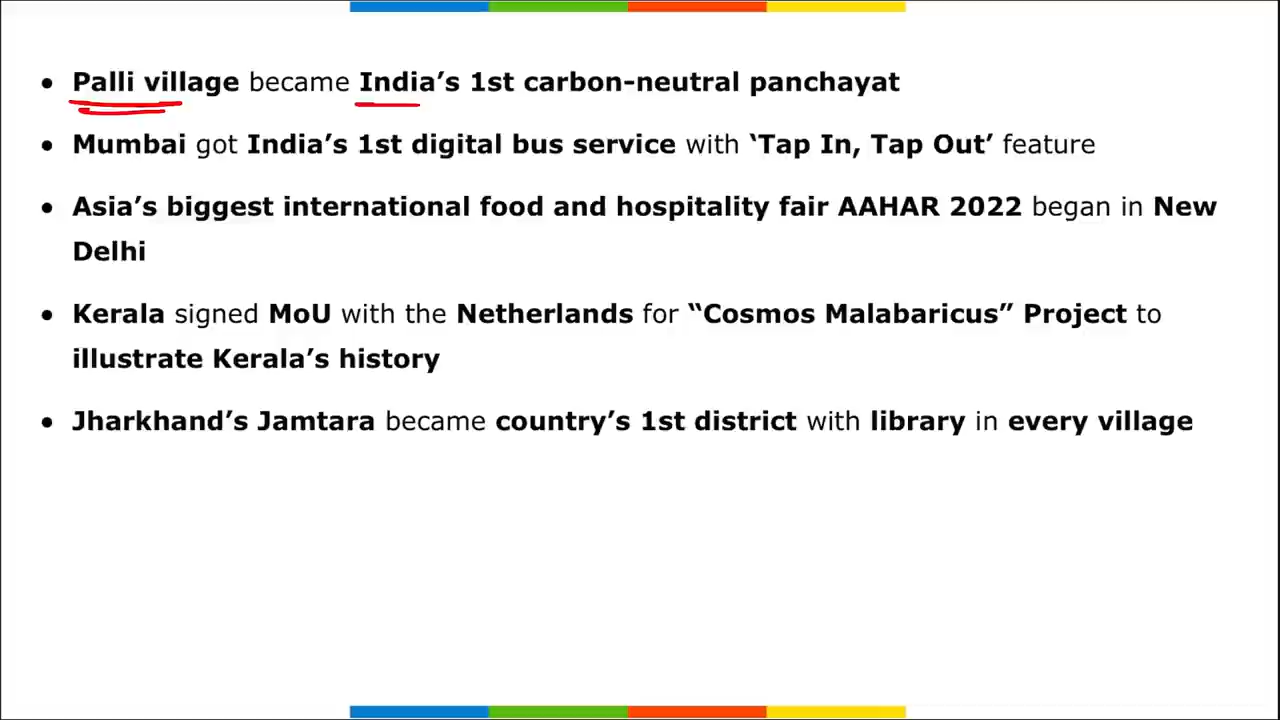 • Palli village became India’s 1st carbon-neutral panchayat
• Mumbai got India’s 1st digital bus service with ‘Tap In, Tap Out’ feature
• Asia’s biggest international food and hospitality fair AAHAR 2022 began in New
Delhi
• Kerala signed MoU with the Netherlands for “Cosmos Malabaricus” Project to
illustrate Kerala’s history
• Jharkhand’s Jamtara became country’s 1st district with library in every village